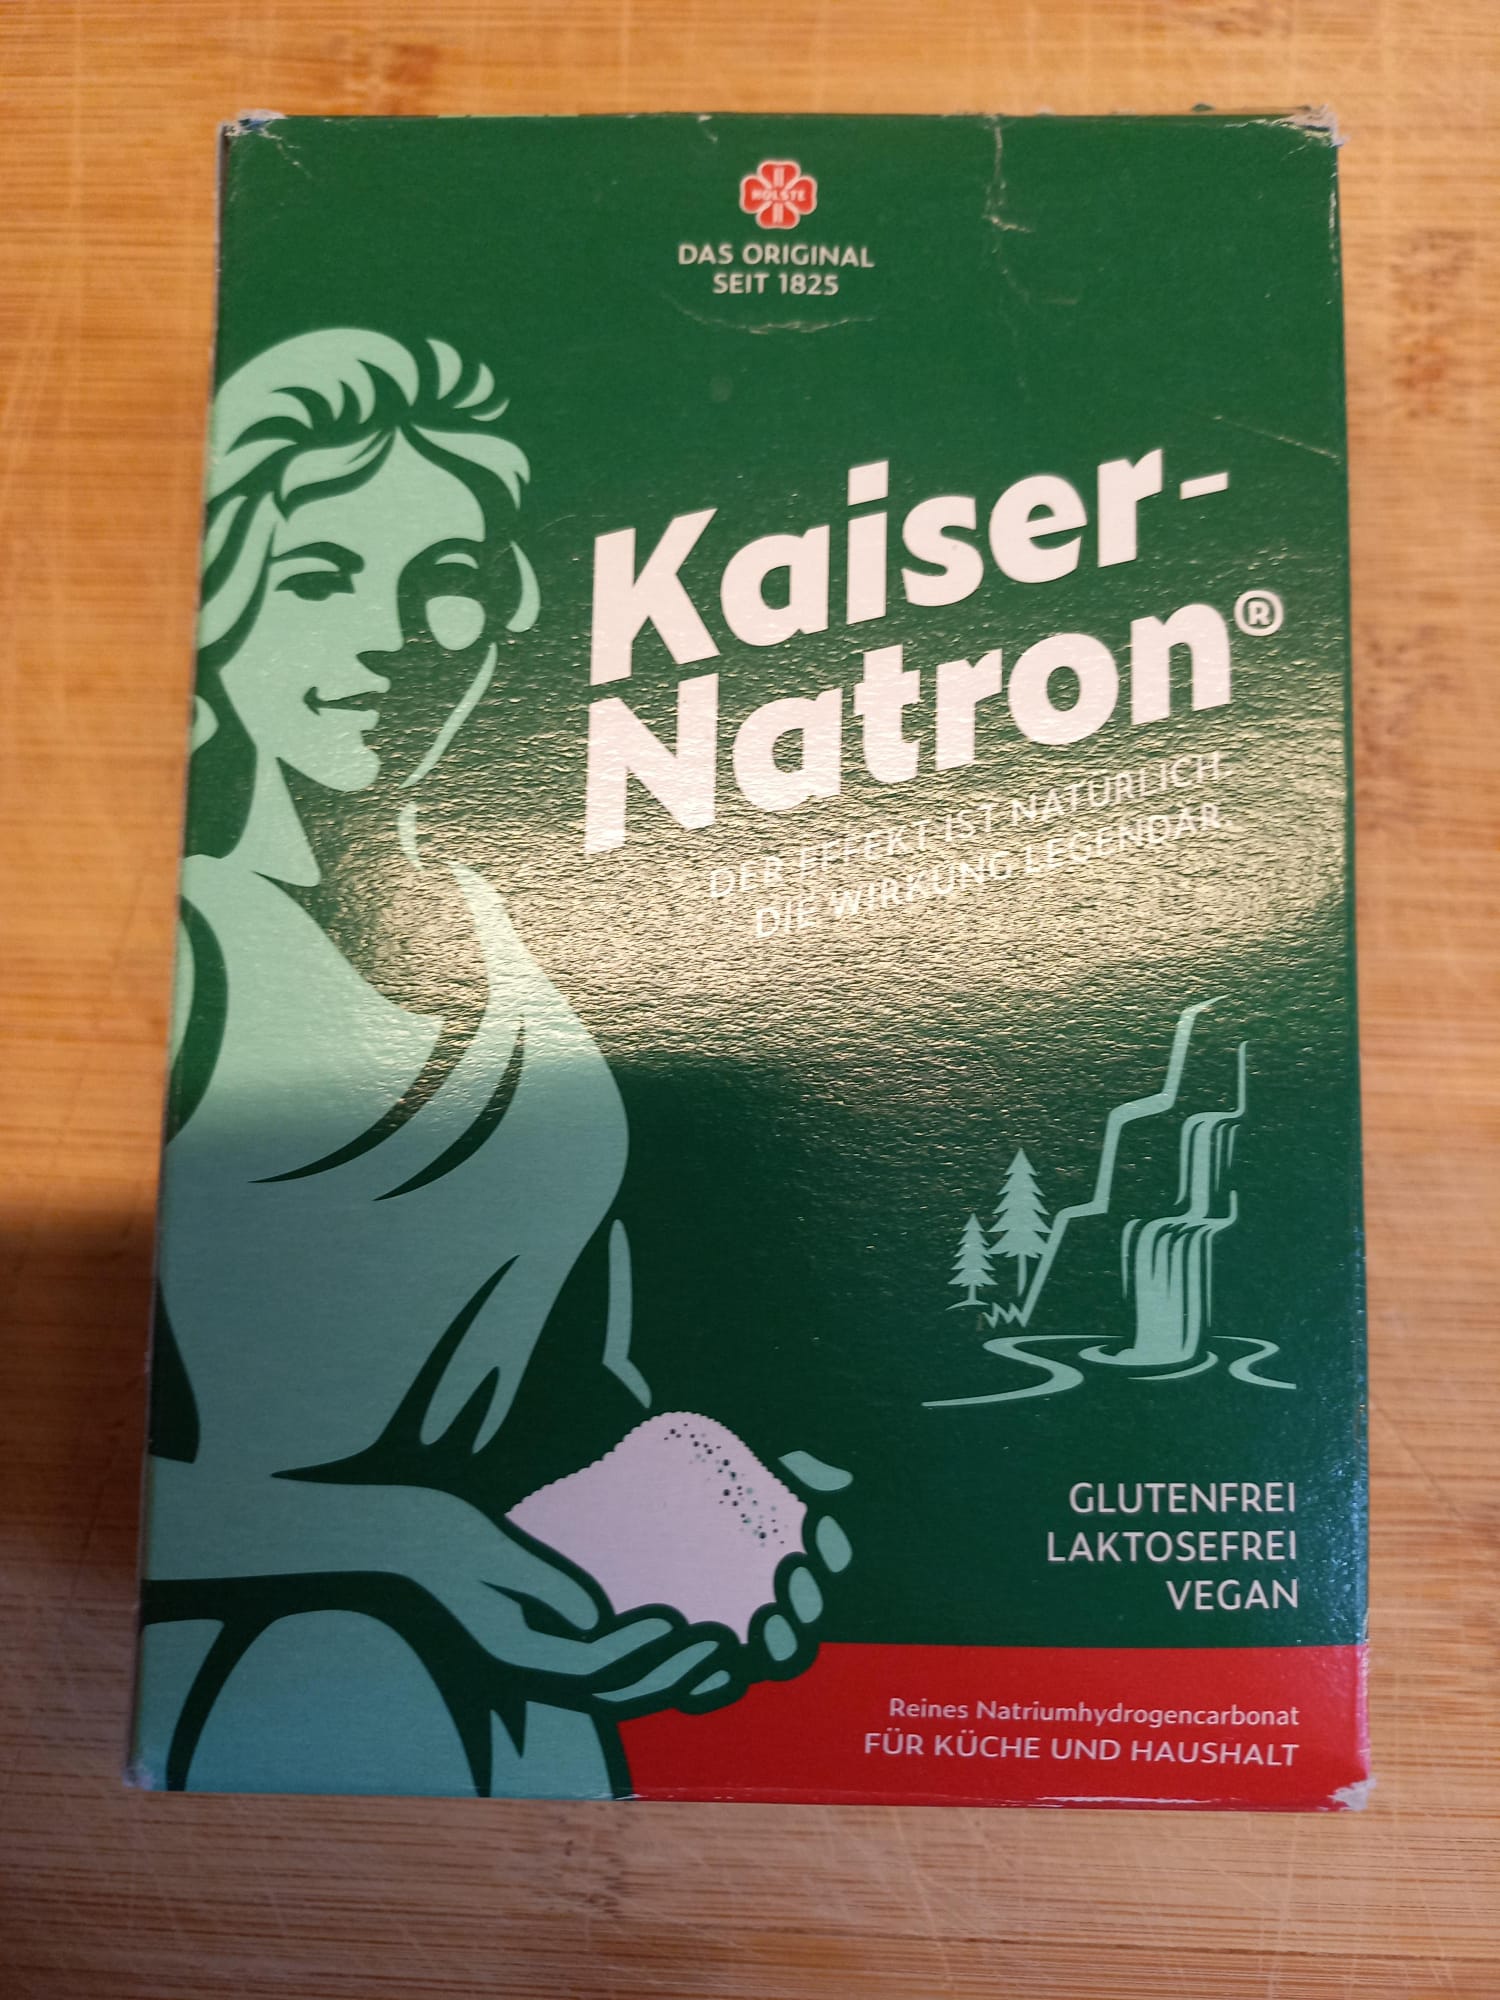 HOLSTE
DAS ORIGINAL
SEIT 1825
Kaiser-
Natron®
DER EFFEKT IST NATÜRLICH.
DIE WIRKUNG LEGENDÄR.
GLUTENFREI
LAKTOSEFREI
VEGAN
Reines Natriumhydrogencarbonat
FÜR KÜCHE UND HAUSHALT